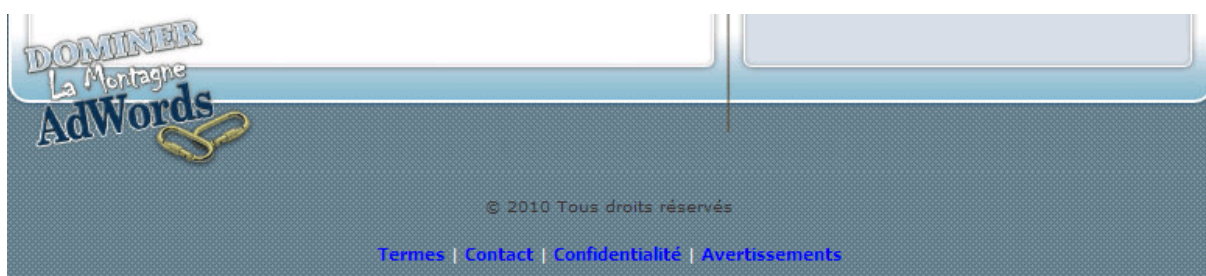 DOMINER
La Montagne
AdWords
© 2010 Tous droits réservés
Termes | Contact | Confidentialité | Avertissements